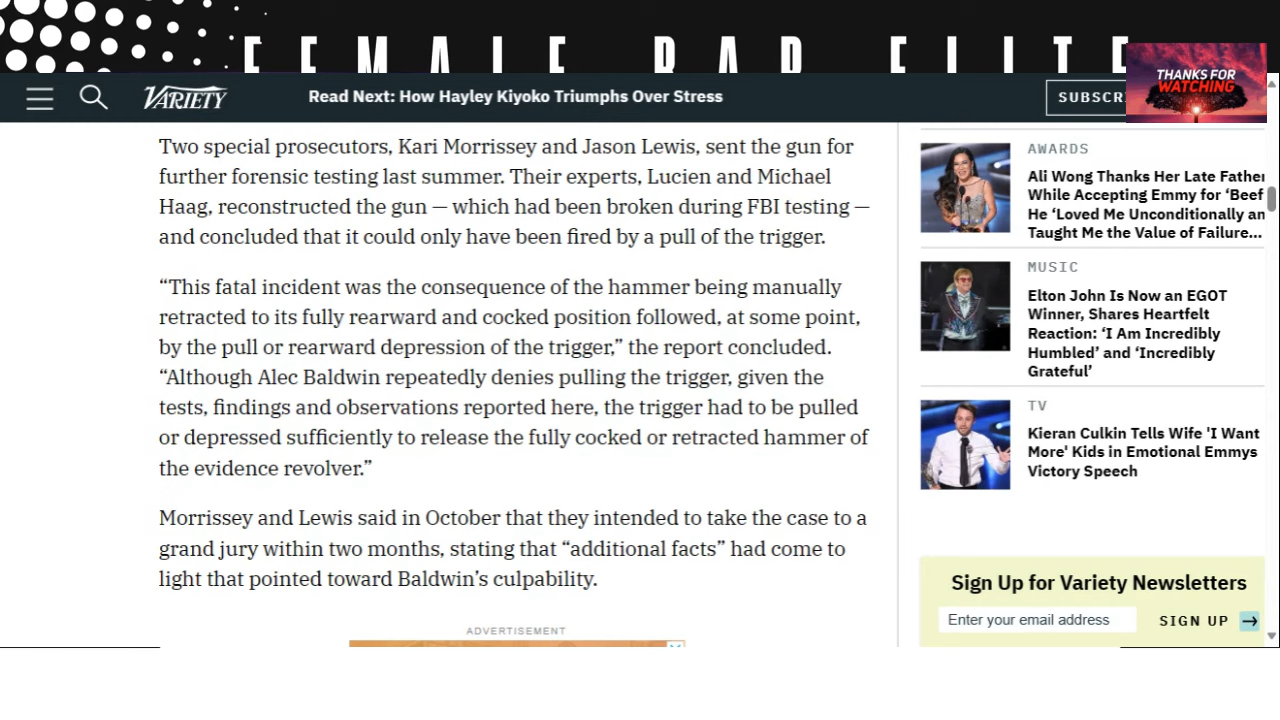 FEMALE RAP ELITE
THANKS FOR
WATCHING
VARIETY
Read Next: How Hayley Kiyoko Triumphs Over Stress
SUBSCR
Two special prosecutors, Kari Morrissey and Jason Lewis, sent the gun for
further forensic testing last summer. Their experts, Lucien and Michael
Haag, reconstructed the gun — which had been broken during FBI testing —
and concluded that it could only have been fired by a pull of the trigger.
“This fatal incident was the consequence of the hammer being manually
retracted to its fully rearward and cocked position followed, at some point,
by the pull or rearward depression of the trigger,” the report concluded.
“Although Alec Baldwin repeatedly denies pulling the trigger, given the
tests, findings and observations reported here, the trigger had to be pulled
or depressed sufficiently to release the fully cocked or retracted hammer of
the evidence revolver.”
Morrissey and Lewis said in October that they intended to take the case to a
grand jury within two months, stating that “additional facts” had come to
light that pointed toward Baldwin’s culpability.
ADVERTISEMENT
AWARDS
Ali Wong Thanks Her Late Father
While Accepting Emmy for ‘Beef
He ‘Loved Me Unconditionally an
Taught Me the Value of Failure...
MUSIC
Elton John Is Now an EGOT
Winner, Shares Heartfelt
Reaction: ‘I Am Incredibly
Humbled’ and ‘Incredibly
Grateful’
TV
Kieran Culkin Tells Wife 'I Want
More' Kids in Emotional Emmys
Victory Speech
Sign Up for Variety Newsletters
Enter your email address
SIGN UP